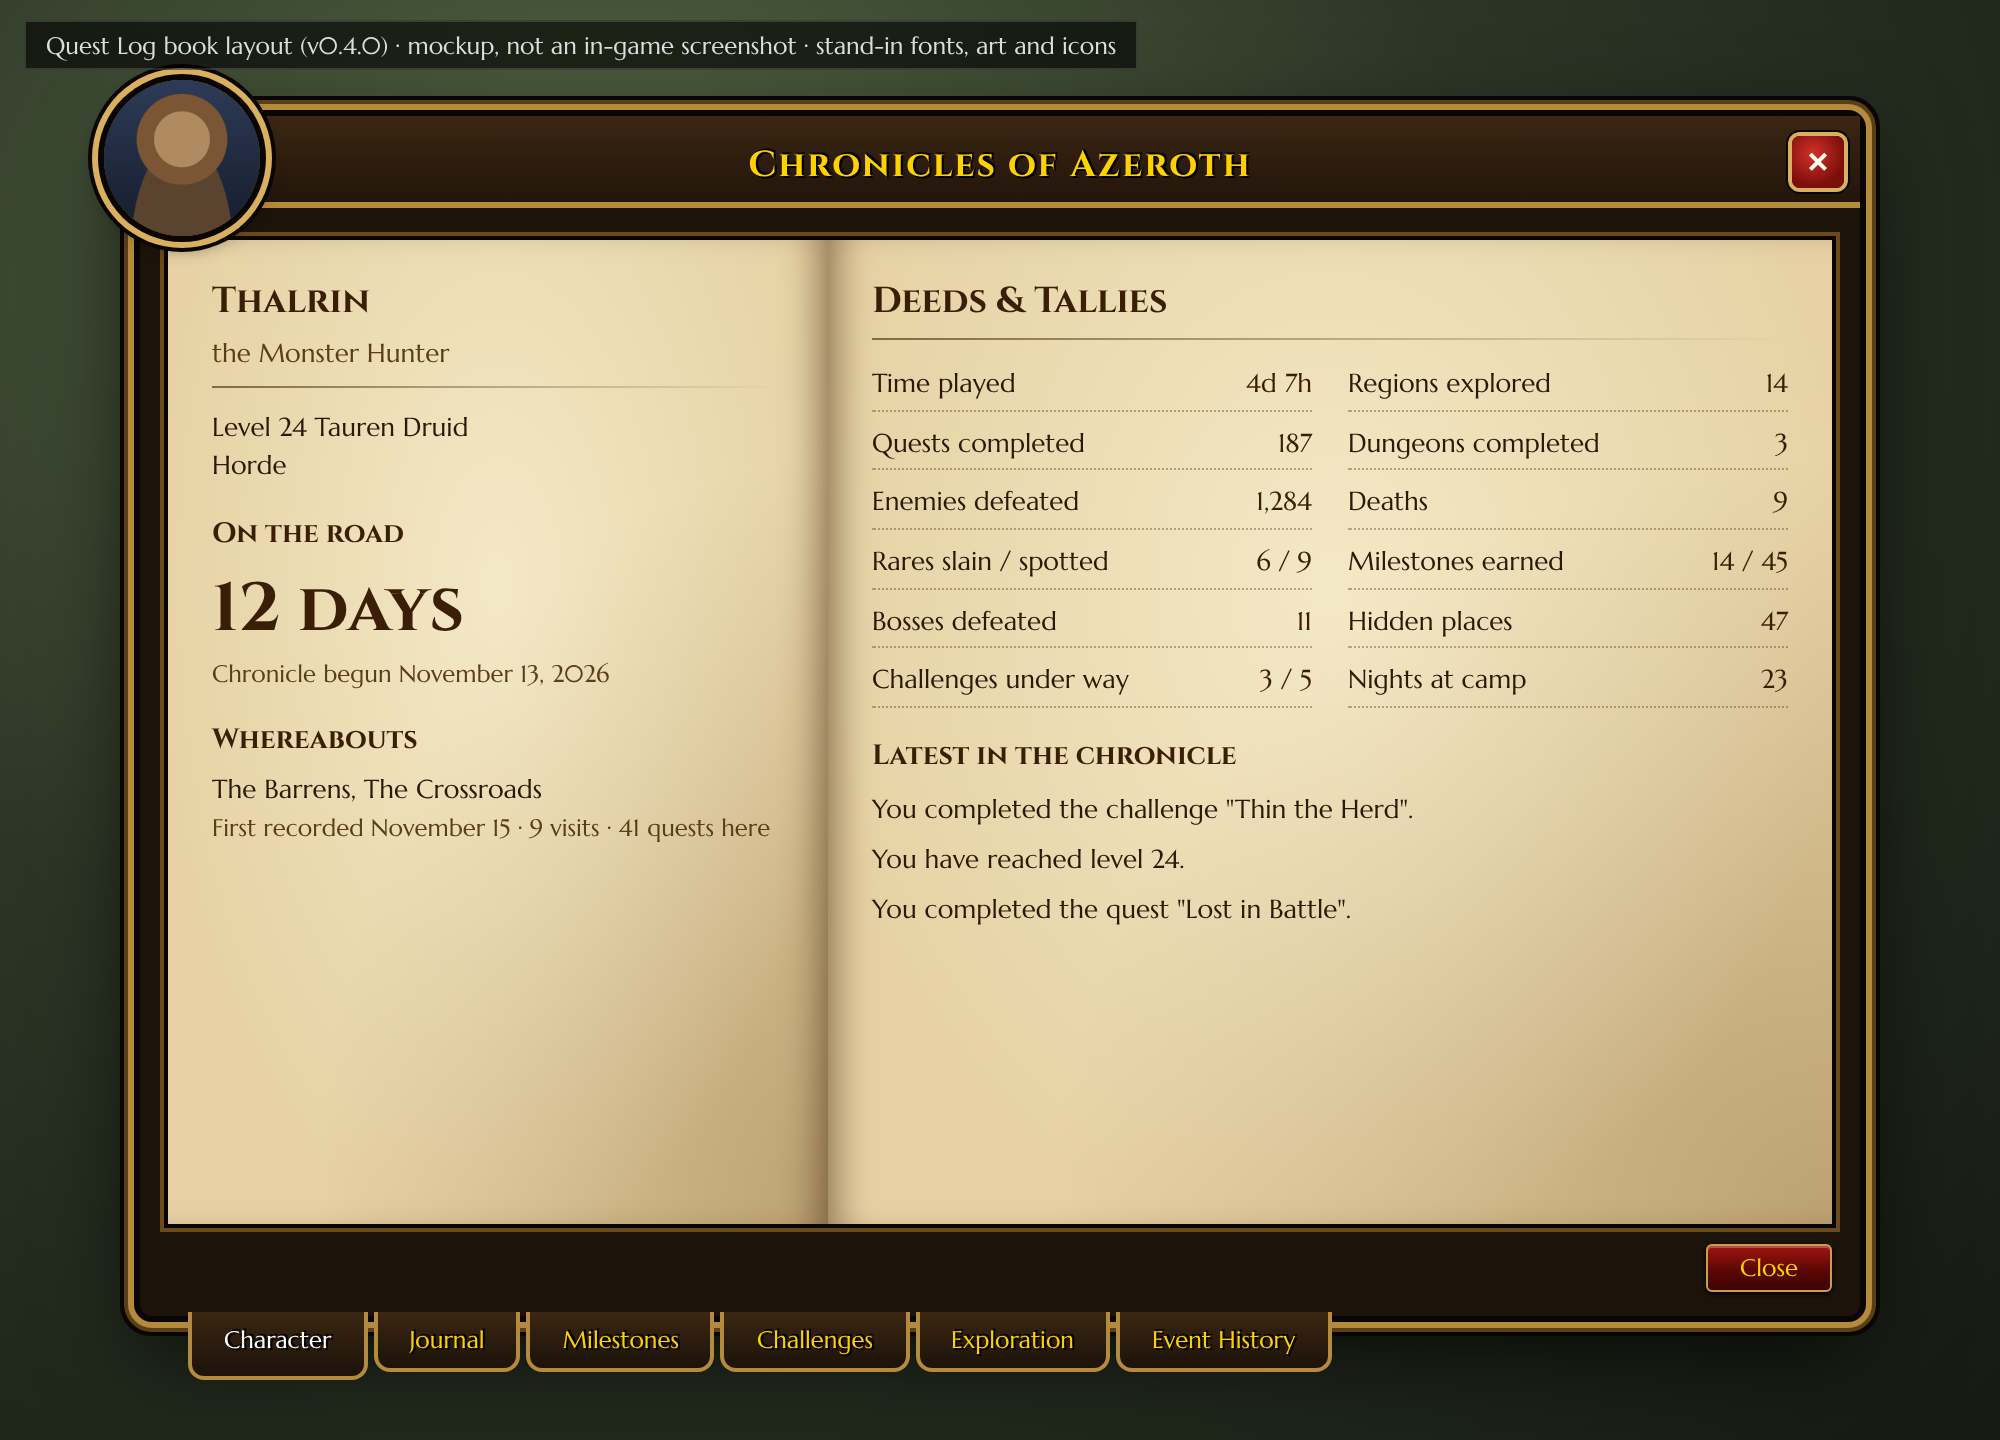 Quest Log book layout (v0.4.0) · mockup, not an in-game screenshot · stand-in fonts, art and icons
Chronicles of Azeroth
×
Thalrin
the Monster Hunter
Level 24 Tauren Druid
Horde
On the road
12 days
Chronicle begun November 13, 2026
Whereabouts
The Barrens, The Crossroads
First recorded November 15 · 9 visits · 41 quests here
Deeds & Tallies
Time played 4d 7h
Quests completed 187
Enemies defeated 1,284
Rares slain / spotted 6 / 9
Bosses defeated 11
Challenges under way 3 / 5
Regions explored 14
Dungeons completed 3
Deaths 9
Milestones earned 14 / 45
Hidden places 47
Nights at camp 23
Latest in the chronicle
You completed the challenge "Thin the Herd".
You have reached level 24.
You completed the quest "Lost in Battle".
Close
Character
Journal
Milestones
Challenges
Exploration
Event History